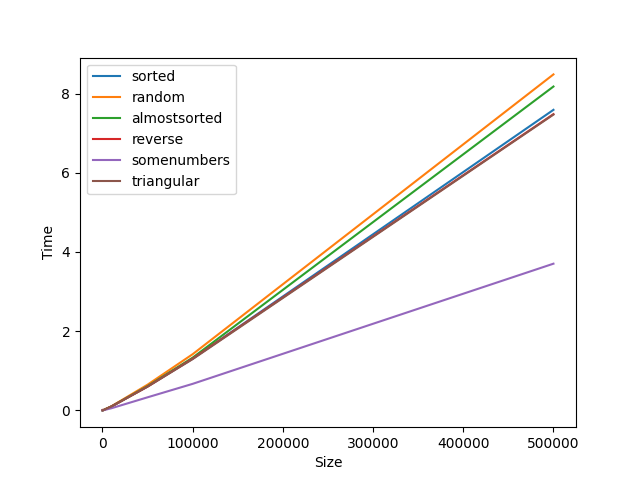 sorted
random
almostsorted
reverse
somenumbers
triangular
8
6
4
2
0
Time
0 100000 200000 300000 400000 500000
Size